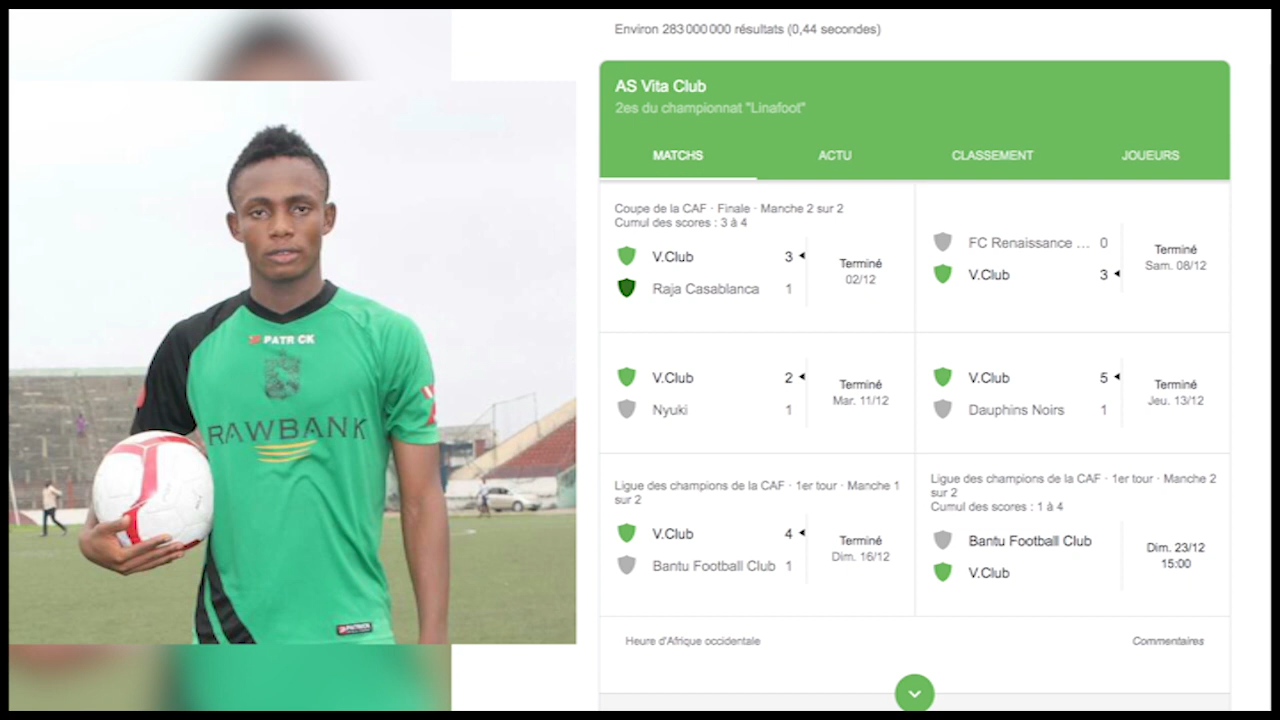 Environ 283 000 000 résultats (0,44 secondes)
AS Vita Club
2es du championnat "Linafoot"
MATCHS
ACTU
CLASSEMENT
JOUEURS
Coupe de la CAF · Finale · Manche 2 sur 2
Cumul des scores : 3 à 4
V.Club 3
Raja Casablanca 1
Terminé
02/12
FC Renaissance ... 0
V.Club 3
Terminé
Sam. 08/12
V.Club 2
Nyuki 1
Terminé
Mar. 11/12
V.Club 5
Dauphins Noirs 1
Terminé
Jeu. 13/12
Ligue des champions de la CAF · 1er tour · Manche 1
sur 2
V.Club 4
Bantu Football Club 1
Terminé
Dim. 16/12
Ligue des champions de la CAF · 1er tour · Manche 2
sur 2
Cumul des scores : 1 à 4
Bantu Football Club
V.Club
Dim. 23/12
15:00
Heure d'Afrique occidentale
Commentaires
PATRICK
RAWBANK
PATRICK